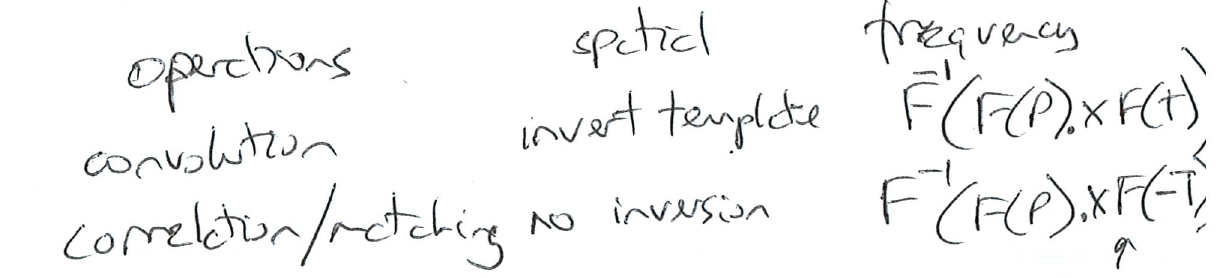 operations spatial frequency
convolution invert template F⁻¹(F(P).×F(t))
correlation/matching no inversion F⁻¹(F(P).×F(-T)